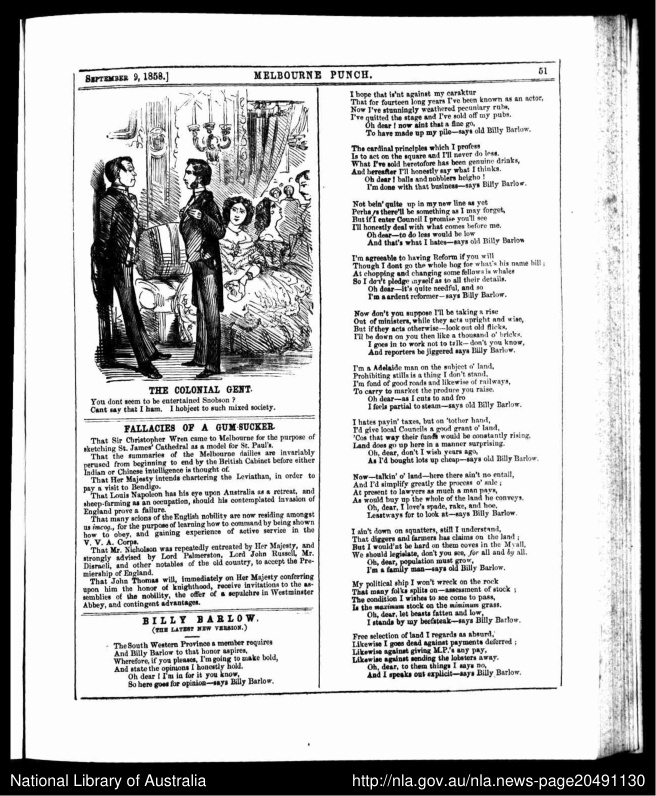 SEPTEMBER 9, 1858.]
MELBOURNE PUNCH.
51
THE COLONIAL GENT.
You dont seem to be entertained Snobson ?
Cant say that I ham. I hobject to such mixed society.
FALLACIES OF A GUM-SUCKER.
That Sir Christopher Wren came to Melbourne for the purpose of
sketching St. James' Cathedral as a model for St. Paul's.
That the summaries of the Melbourne dailies are invariably
perused from beginning to end by the British Cabinet before either
Indian or Chinese intelligence is thought of.
That Her Majesty intends chartering the Leviathan, in order to
pay a visit to Bendigo.
That Louis Napoleon has his eye upon Australia as a retreat, and
sheep-farming as an occupation, should his contemplated invasion of
England prove a failure.
That many scions of the English nobility are now residing amongst
us incog., for the purpose of learning how to command by being shown
how to obey, and gaining experience of active service in the
V. V. A. Corps.
That Mr. Nicholson was repeatedly entreated by Her Majesty, and
strongly advised by Lord Palmerston, Lord John Russell, Mr.
Disraeli, and other notables of the old country, to accept the Pre-
miership of England.
That John Thomas will, immediately on Her Majesty conferring
upon him the honor of knighthood, receive invitations to the as-
semblies of the nobility, the offer of a sepulchre in Westminster
Abbey, and contingent advantages.
BILLY BARLOW.
(THE LATEST NEW VERSION.)
The South Western Province a member requires
And Billy Barlow to that honor aspires,
Wherefore, if you please, I'm going to make bold,
And state the opinons I honestly hold.
Oh dear ! I'm in for it you know,
So here goes for opinion—says Billy Barlow.
I hope that is'nt against my caraktur
That for fourteen long years I've been known as an actor,
Now I've stunningly weathered pecuniary rubs,
I've quitted the stage and I've sold off my pubs.
Oh dear ! now aint that a fine go,
To have made up my pile—says old Billy Barlow.
The cardinal principles which I profess
Is to act on the square and I'll never do less,
What I've sold heretofore has been genuine drinks,
And hereafter I'll honestly say what I thinks.
Oh dear ! balls and nobblers heigho !
I'm done with that business—says Billy Barlow.
Not bein' quite up in my new line as yet
Perhays there'll be something as I may forget,
But if I enter Council I promise you'll see
I'll honestly deal with what comes before me.
Oh dear—to do less would be low
And that's what I hates—says old Billy Barlow
I'm agreeable to having Reform if you will
Though I dont go the whole hog for what's his name bill ;
At chopping and changing some fellows is whales
So I don't pledge myself as to all their details.
Oh dear—it's quite needful, and so
I'm a ardent reformer—says Billy Barlow.
Now don't you suppose I'll be taking a rise
Out of ministers, while they acts upright and wise,
But if they acts otherwise—look out old flicks,
I'll be down on you then like a thousand o' bricks.
I goes in to work not to talk—don't you know,
And reporters be jiggered says Billy Barlow.
I'm a Adelaide man on the subject o' land,
Prohibiting stills is a thing I don't stand,
I'm fond of good roads and likewise of railways,
To carry to market the produce you raise.
Oh dear—as I cuts to and fro
I feels partial to steam—says old Billy Barlow.
I hates payin' taxes, but on 'tother hand,
I'd give local Councils a good grant o' land,
'Cos that way their funds would be constantly rising,
Land does go up here in a manner surprising.
Oh, dear, don't I wish years ago,
As I'd bought lots up cheap—says old Billy Barlow.
Now—talkin' o' land—here there ain't no entail,
And I'd simplify greatly the process o' sale ;
At present to lawyers as much a man pays,
As would buy up the whole of the land he conveys.
Oh, dear, I love's spade, rake, and hoe,
Leastways for to look at—says Billy Barlow.
I ain't down on squatters, still I understand,
That diggers and farmers has claims on the land ;
But I would'nt be hard on them coves in the Myall,
We should legislate, don't you see, for all and by all.
Oh, dear, population must grow,
I'm a family man—says old Billy Barlow.
My political ship I won't wreck on the rock
That many folks splits on—assessment of stock ;
The condition I wishes to see come to pass,
Is the maximum stock on the minimum grass.
Oh, dear, let beasts fatten and low,
I stands by my beefsteak—says Billy Barlow.
Free selection of land I regards as absurd,
Likewise I goes dead against payments deferred ;
Likewise against giving M.P.'s any pay,
Likewise against sending the lobsters away.
Oh, dear, to them things I says no,
And I speaks out explicit—says Billy Barlow.
National Library of Australia
http://nla.gov.au/nla.news-page20491130